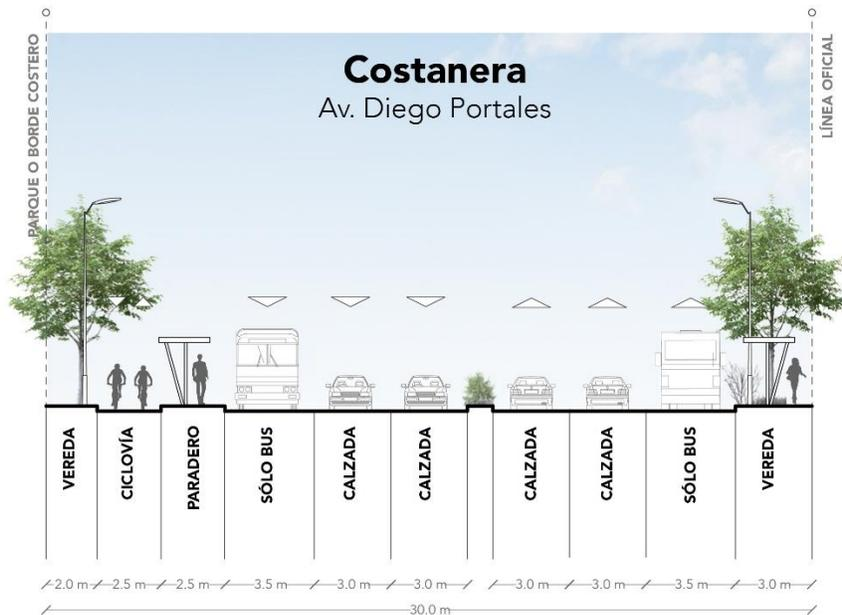 Costanera
Av. Diego Portales
PARQUE O BORDE COSTERO
LÍNEA OFICIAL
VEREDA
CICLOVÍA
PARADERO
SÓLO BUS
CALZADA
CALZADA
CALZADA
CALZADA
SÓLO BUS
VEREDA
2.0 m
2.5 m
2.5 m
3.5 m
3.0 m
3.0 m
3.0 m
3.0 m
3.5 m
3.0 m
30.0 m